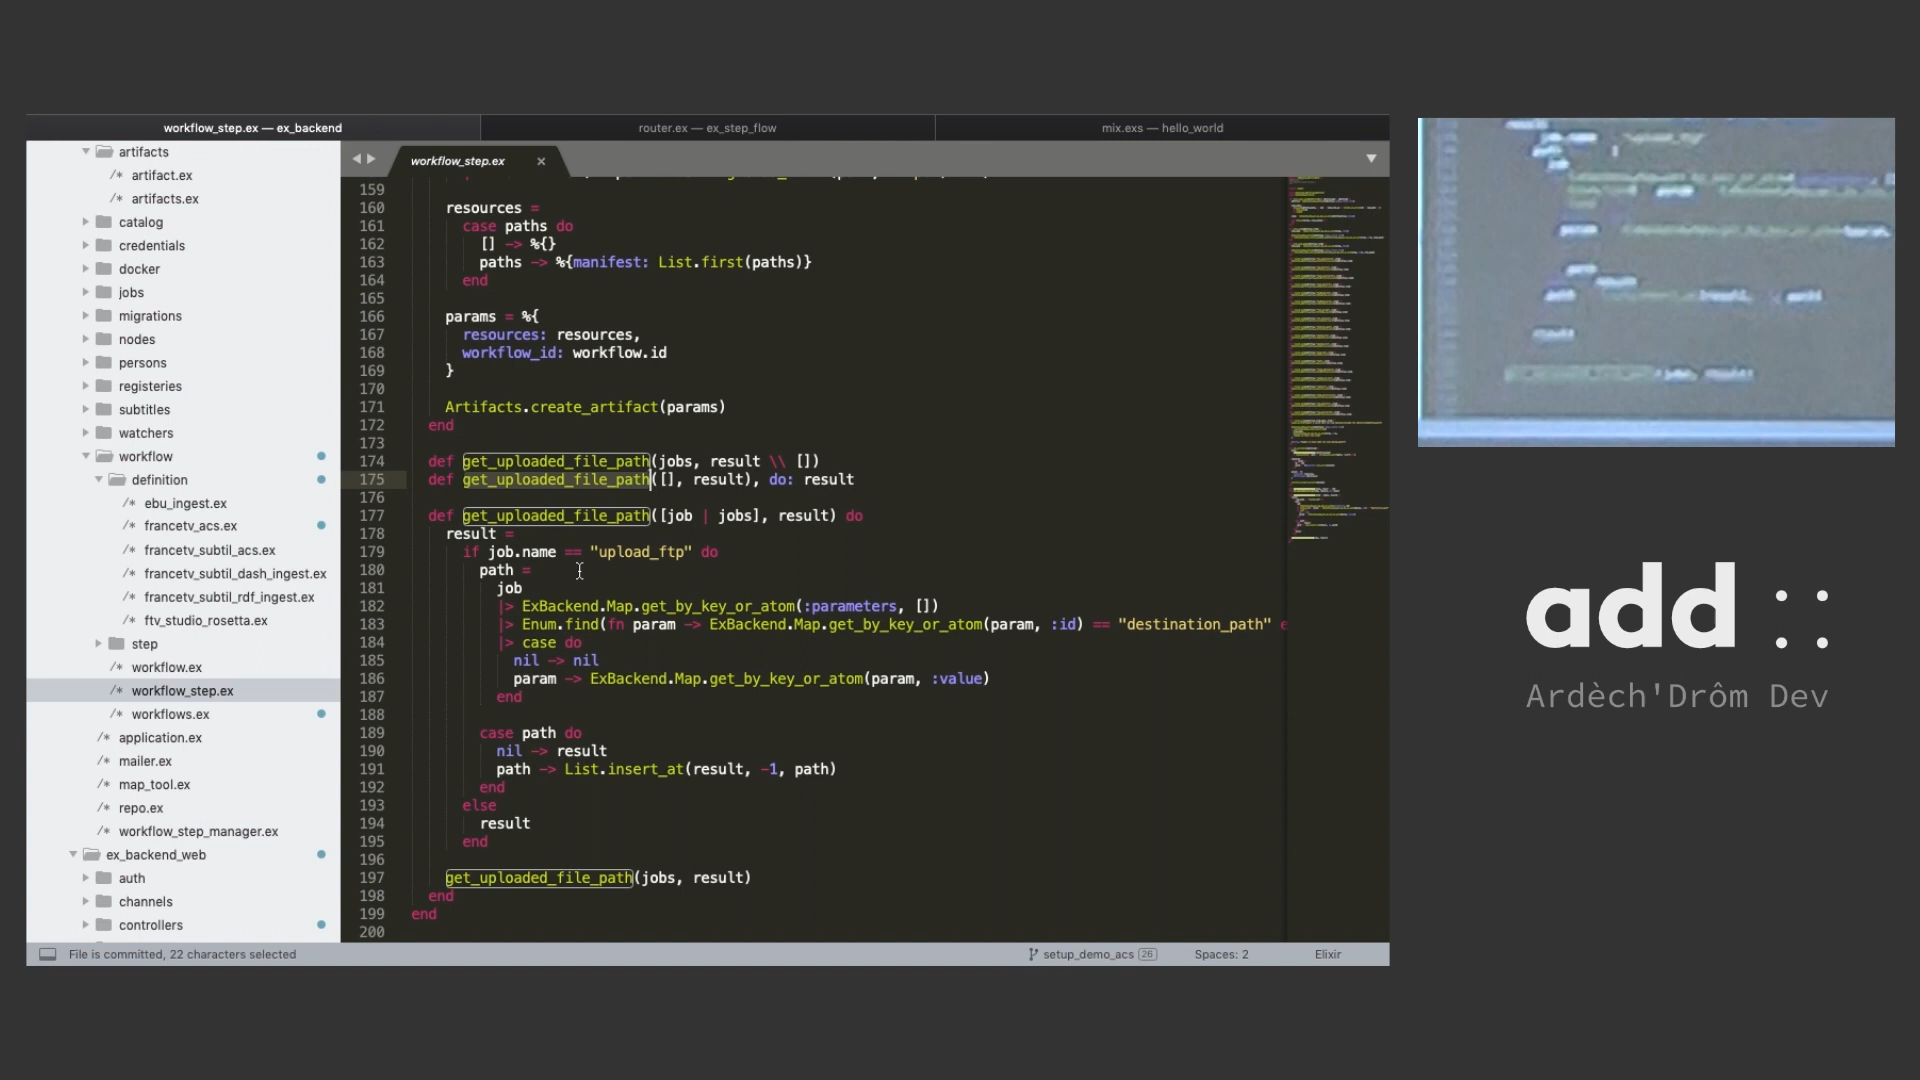 workflow_step.ex — ex_backend
router.ex — ex_step_flow
mix.exs — hello_world
artifacts
/* artifact.ex
/* artifacts.ex
catalog
credentials
docker
jobs
migrations
nodes
persons
registeries
subtitles
watchers
workflow
definition
/* ebu_ingest.ex
/* francetv_acs.ex
/* francetv_subtil_acs.ex
/* francetv_subtil_dash_ingest.ex
/* francetv_subtil_rdf_ingest.ex
/* ftv_studio_rosetta.ex
step
/* workflow.ex
/* workflow_step.ex
/* workflows.ex
/* application.ex
/* mailer.ex
/* map_tool.ex
/* repo.ex
/* workflow_step_manager.ex
ex_backend_web
auth
channels
controllers
workflow_step.ex ×
159
160 resources =
161 case paths do
162 [] -> %{}
163 paths -> %{manifest: List.first(paths)}
164 end
165
166 params = %{
167 resources: resources,
168 workflow_id: workflow.id
169 }
170
171 Artifacts.create_artifact(params)
172 end
173
174 def get_uploaded_file_path(jobs, result \\ [])
175 def get_uploaded_file_path([], result), do: result
176
177 def get_uploaded_file_path([job | jobs], result) do
178 result =
179 if job.name == "upload_ftp" do
180 path =
181 job
182 |> ExBackend.Map.get_by_key_or_atom(:parameters, [])
183 |> Enum.find(fn param -> ExBackend.Map.get_by_key_or_atom(param, :id) == "destination_path" e
184 |> case do
185 nil -> nil
186 param -> ExBackend.Map.get_by_key_or_atom(param, :value)
187 end
188
189 case path do
190 nil -> result
191 path -> List.insert_at(result, -1, path)
192 end
193 else
194 result
195 end
196
197 get_uploaded_file_path(jobs, result)
198 end
199 end
200
File is committed, 22 characters selected
setup_demo_acs 26
Spaces: 2
Elixir
add ::
Ardèch'Drôm Dev